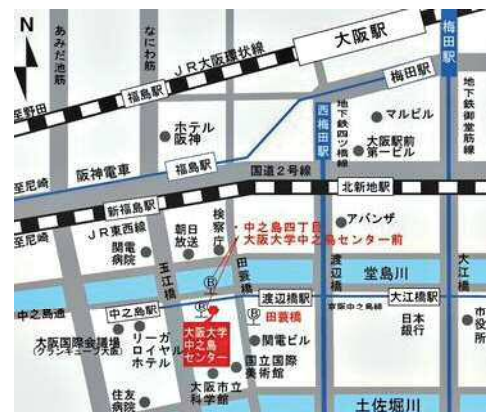 N
あみだ池筋
なにわ筋
JR大阪環状線
大阪駅
梅田駅
福島駅
至野田
梅田駅
ホテル
阪神
西梅田駅
地下鉄四ツ橋線
マルビル
地下鉄御堂筋線
大阪駅前
第一ビル
阪神電車
福島駅
国道2号線
至尼崎
新福島駅
北新地駅
至尼崎
JR東西線
関電
病院
朝日
放送
検察庁
・中之島四丁目
・大阪大学中之島センター前
アバンザ
玉江橋
田蓑橋
渡辺橋
堂島川
大江橋
中之島通
中之島駅
B
B
渡辺橋駅
京阪中之島線
大江橋駅
田蓑橋
大阪国際会議場
(グランキューブ大阪)
リーガ
ロイヤル
ホテル
大阪大学
中之島
センター
関電ビル
日本
銀行
市役所
国立国際
美術館
大阪市立
科学館
住友
病院
土佐堀川